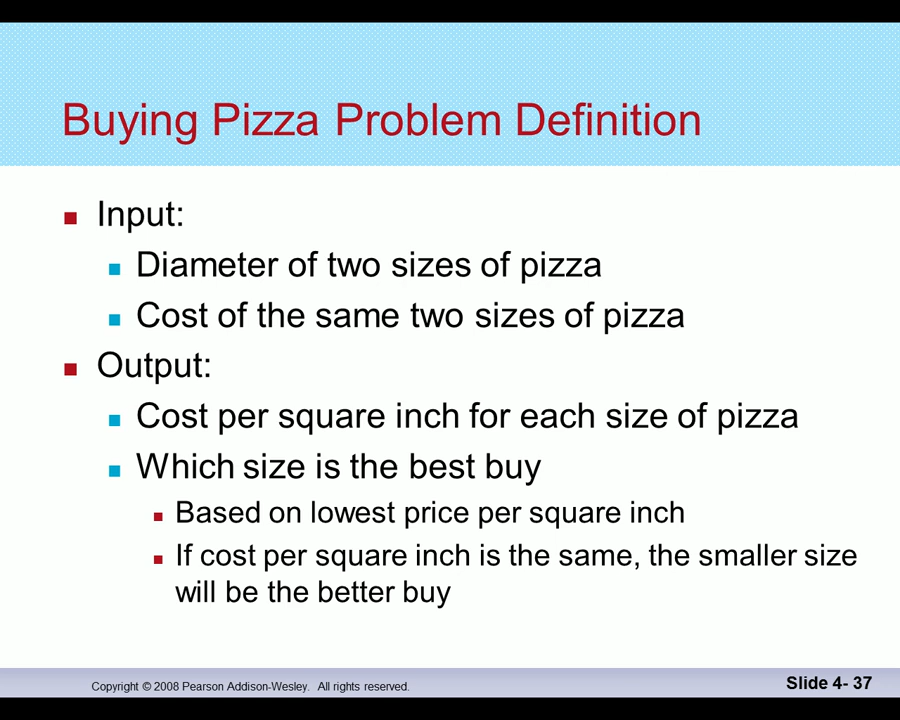 Buying Pizza Problem Definition
Input:
Diameter of two sizes of pizza
Cost of the same two sizes of pizza
Output:
Cost per square inch for each size of pizza
Which size is the best buy
Based on lowest price per square inch
If cost per square inch is the same, the smaller size
will be the better buy
Copyright © 2008 Pearson Addison-Wesley. All rights reserved.
Slide 4- 37